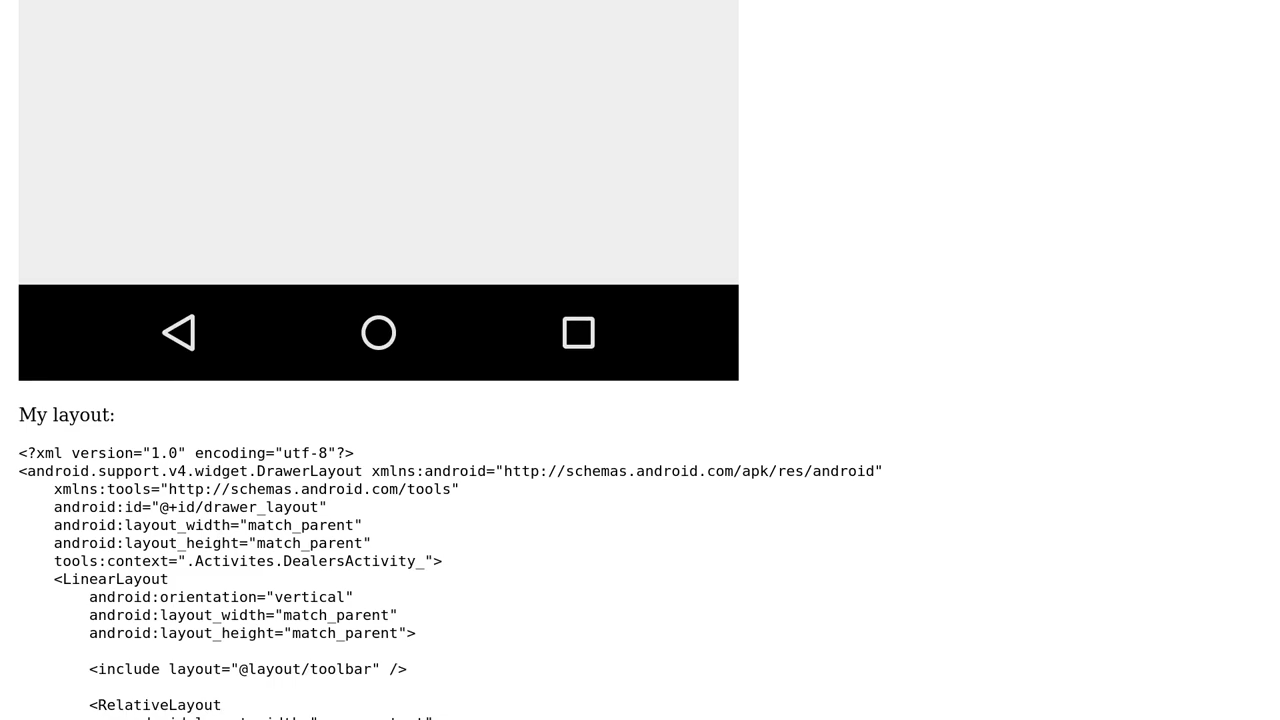 My layout:
<?xml version="1.0" encoding="utf-8"?>
<android.support.v4.widget.DrawerLayout xmlns:android="http://schemas.android.com/apk/res/android"
    xmlns:tools="http://schemas.android.com/tools"
    android:id="@+id/drawer_layout"
    android:layout_width="match_parent"
    android:layout_height="match_parent"
    tools:context=".Activites.DealersActivity_">
    <LinearLayout
        android:orientation="vertical"
        android:layout_width="match_parent"
        android:layout_height="match_parent">
        <include layout="@layout/toolbar" />
        <RelativeLayout